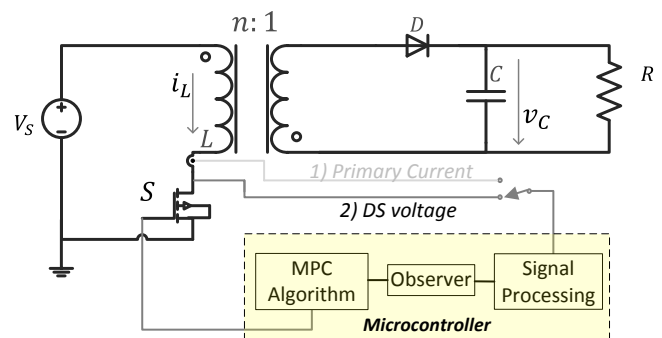 n: 1
D
i_L
L
V_S
C
v_C
R
S
1) Primary Current
2) DS voltage
MPC
Algorithm
Observer
Signal
Processing
Microcontroller